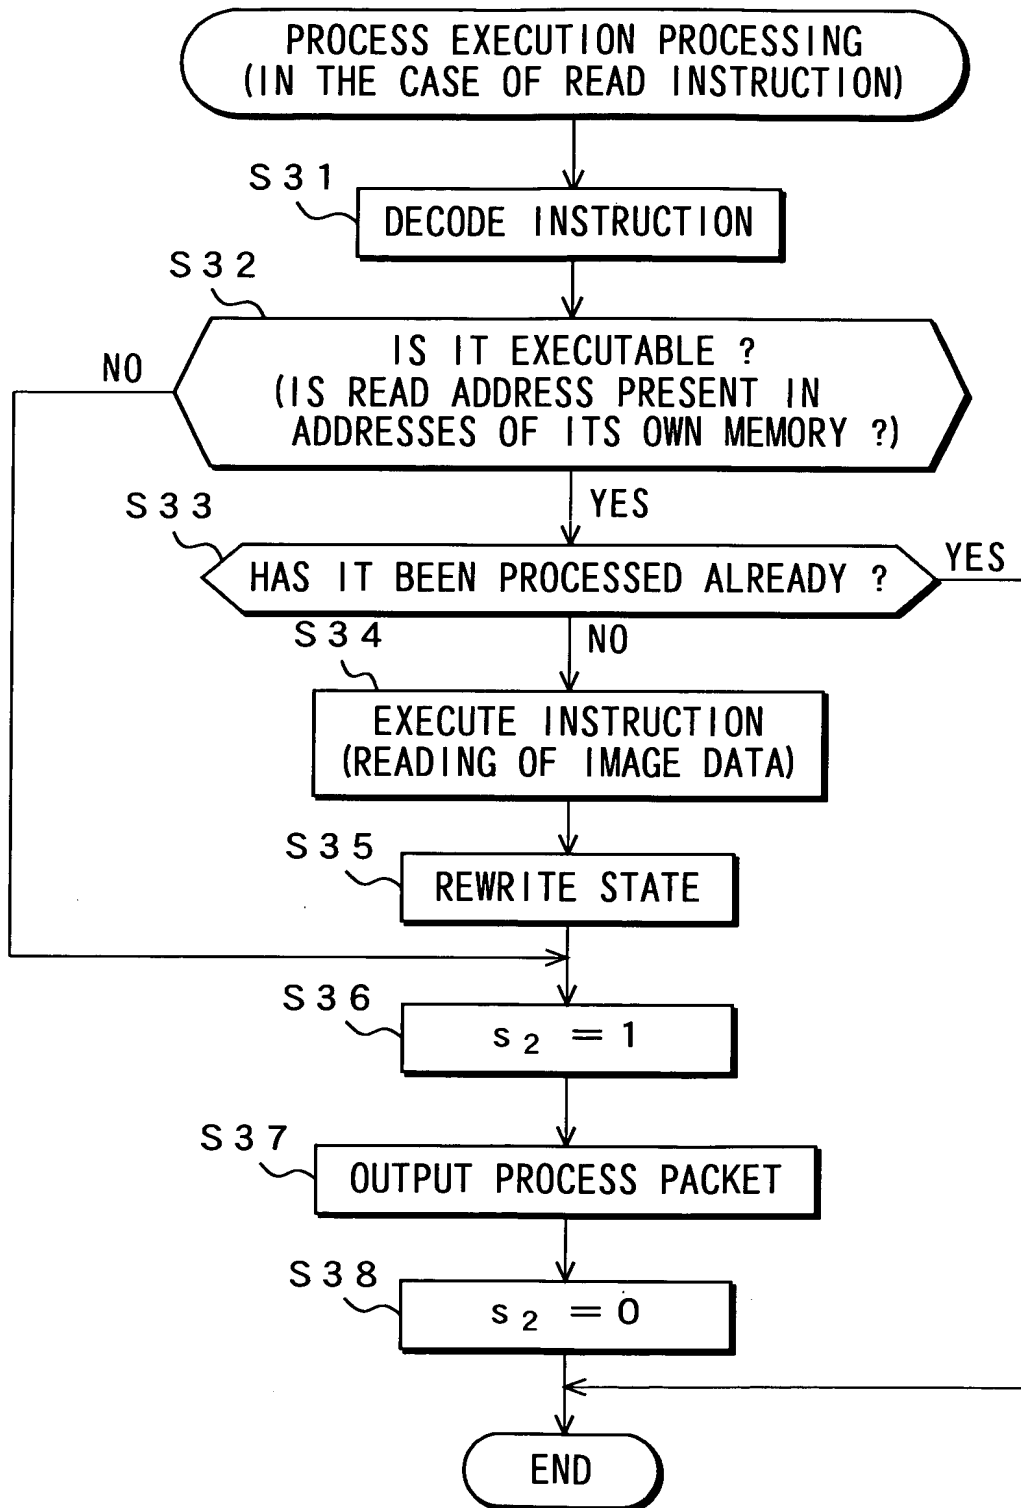 PROCESS EXECUTION PROCESSING
(IN THE CASE OF READ INSTRUCTION)
S31
DECODE INSTRUCTION
S32
IS IT EXECUTABLE ?
(IS READ ADDRESS PRESENT IN
ADDRESSES OF ITS OWN MEMORY ?)
NO
YES
S33
HAS IT BEEN PROCESSED ALREADY ?
YES
NO
S34
EXECUTE INSTRUCTION
(READING OF IMAGE DATA)
S35
REWRITE STATE
S36
s₂ = 1
S37
OUTPUT PROCESS PACKET
S38
s₂ = 0
END